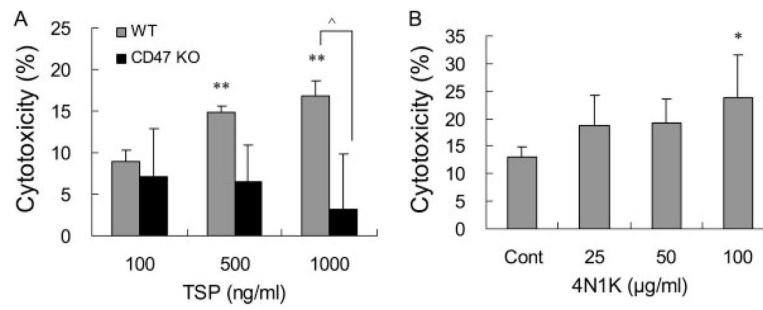 A
WT
CD47 KO
Cytotoxicity (%)
25
20
15
10
5
0
**
**
^
100 500 1000
TSP (ng/ml)
B
Cytotoxicity (%)
35
30
25
20
15
10
5
0
*
Cont 25 50 100
4N1K (µg/ml)